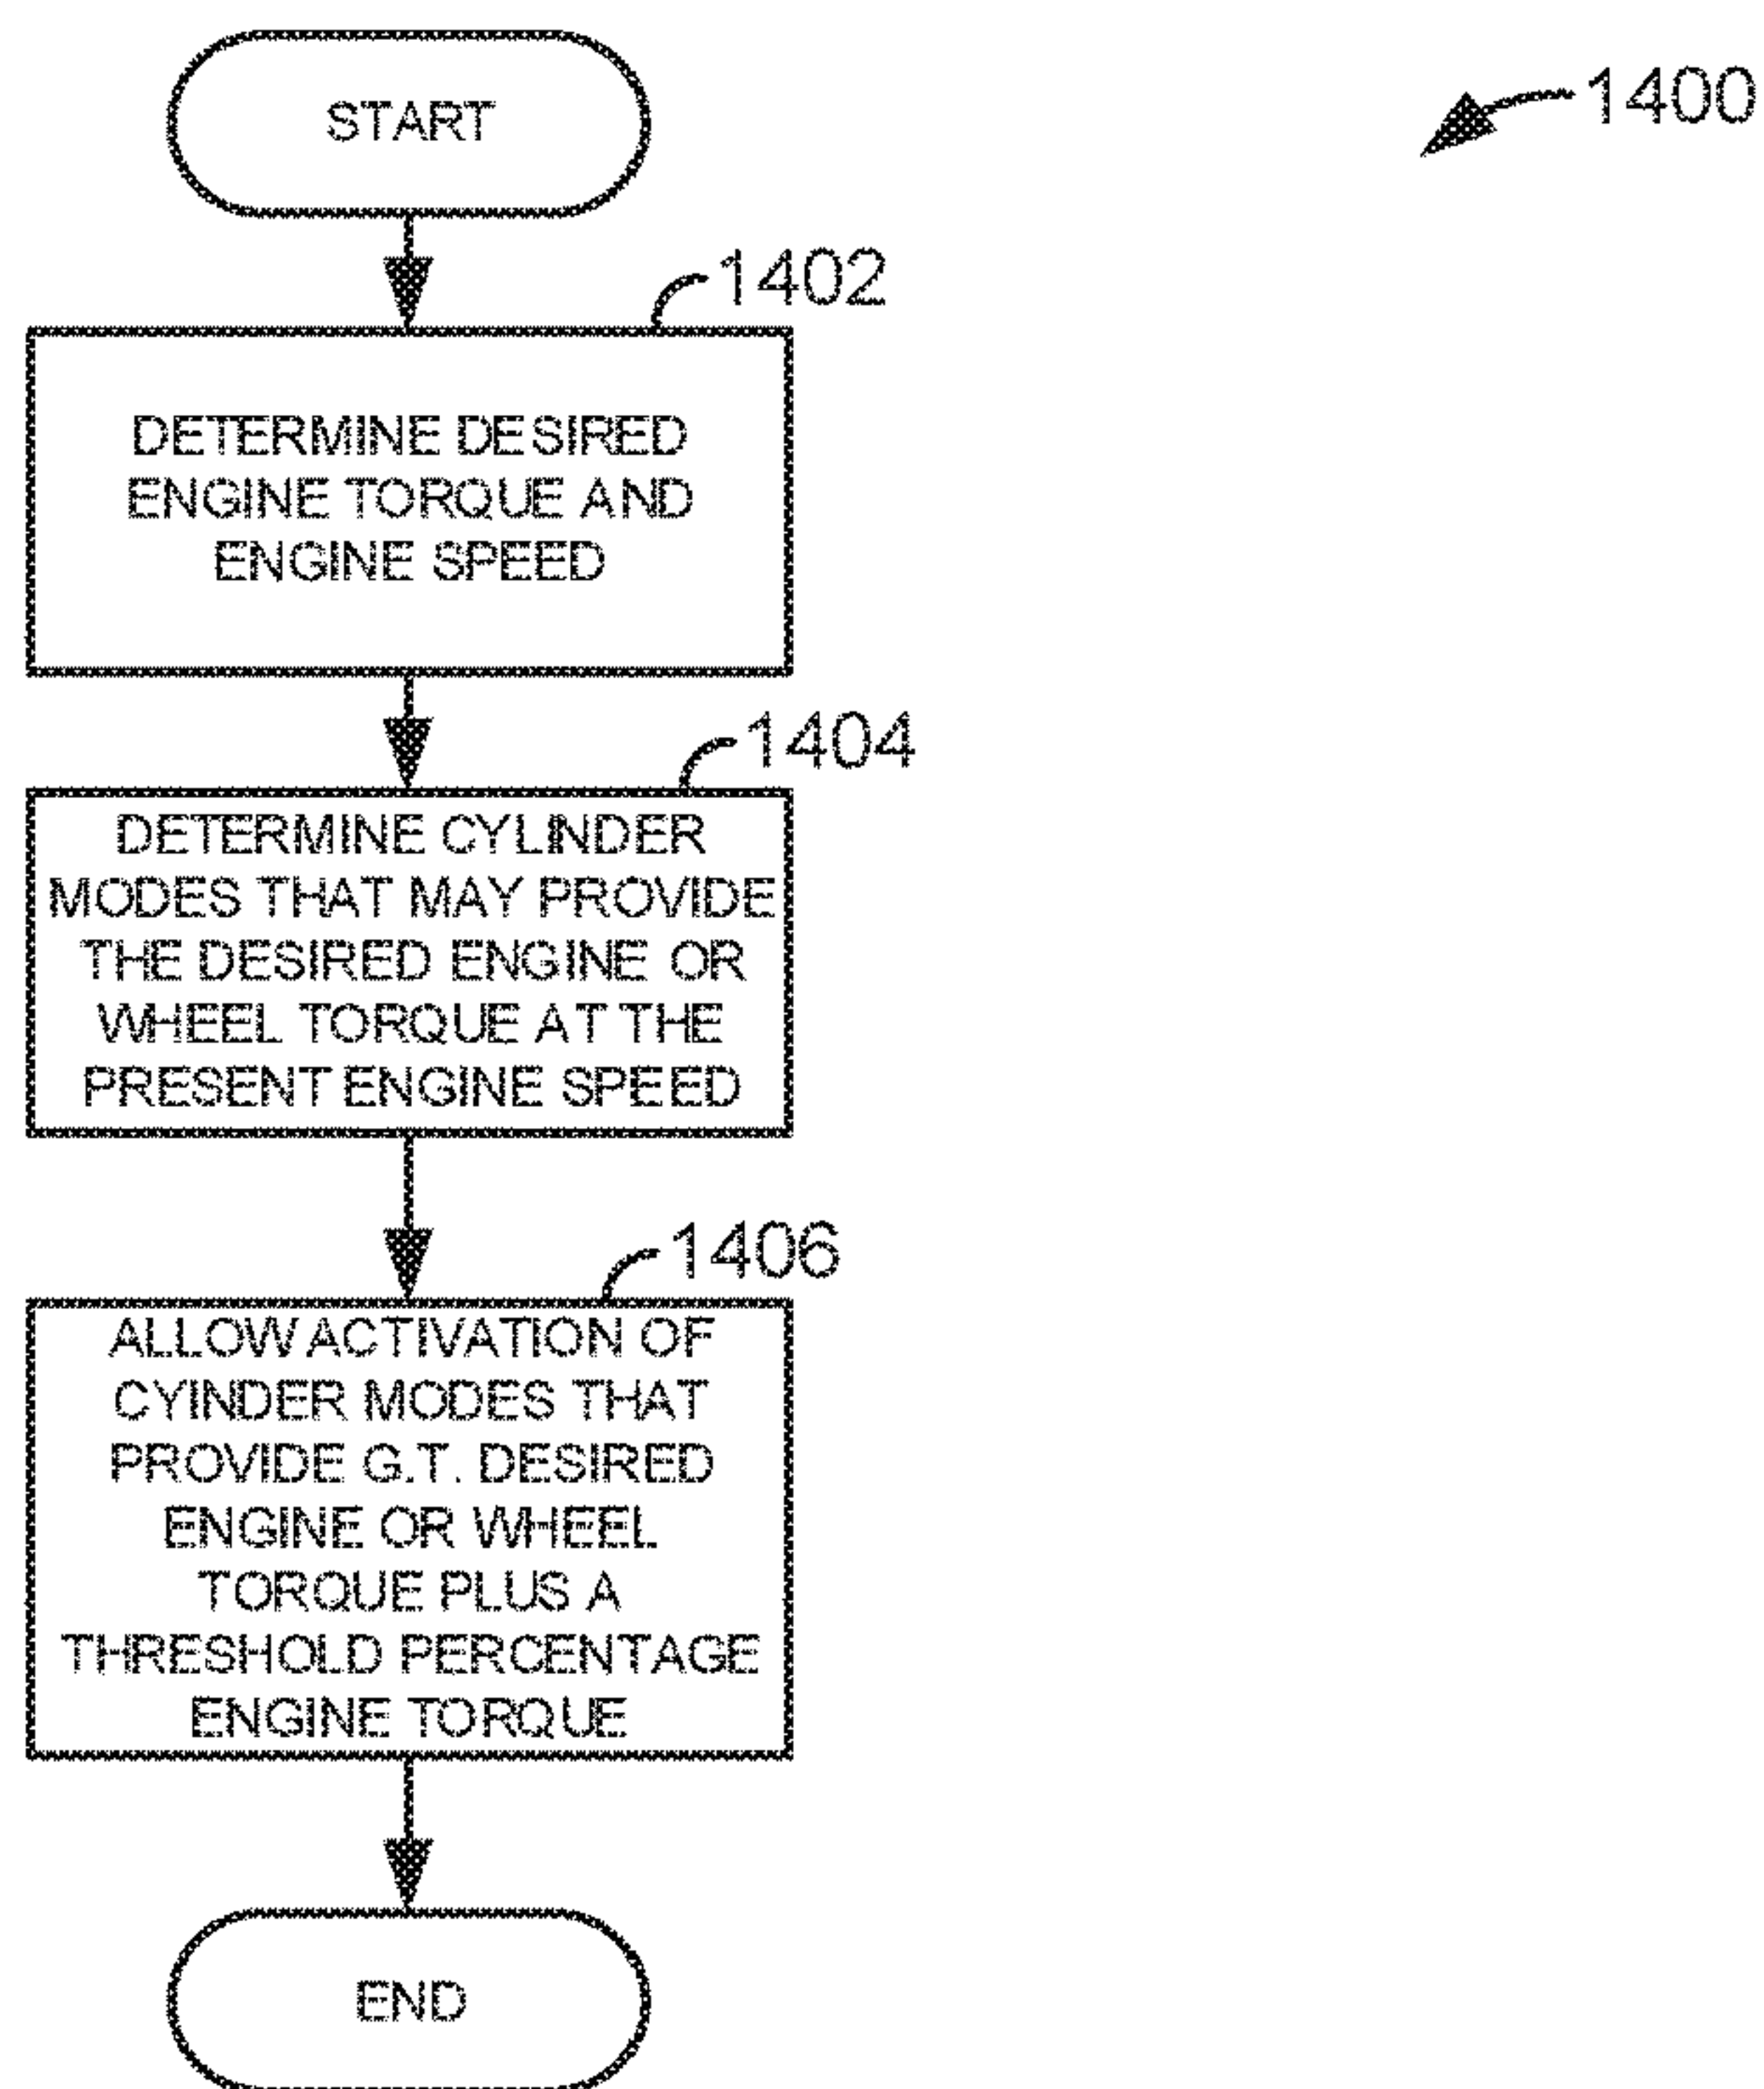 START
1400
1402
DETERMINE DESIRED
ENGINE TORQUE AND
ENGINE SPEED
1404
DETERMINE CYLINDER
MODES THAT MAY PROVIDE
THE DESIRED ENGINE OR
WHEEL TORQUE AT THE
PRESENT ENGINE SPEED
1406
ALLOW ACTIVATION OF
CYINDER MODES THAT
PROVIDE G.T. DESIRED
ENGINE OR WHEEL
TORQUE PLUS A
THRESHOLD PERCENTAGE
ENGINE TORQUE
END